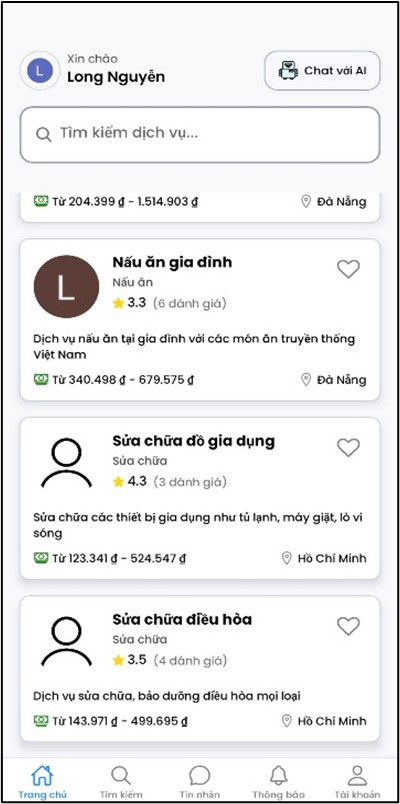 L
Xin chào
Long Nguyễn
Chat với AI
Tìm kiếm dịch vụ...
Từ 204.399 ₫ - 1.514.903 ₫ Đà Nẵng
L
Nấu ăn gia đình
Nấu ăn
3.3 (6 đánh giá)
Dịch vụ nấu ăn tại gia đình với các món ăn truyền thống
Việt Nam
Từ 340.498 ₫ - 679.575 ₫ Đà Nẵng
Sửa chữa đồ gia dụng
Sửa chữa
4.3 (3 đánh giá)
Sửa chữa các thiết bị gia dụng như tủ lạnh, máy giặt, lò vi
sóng
Từ 123.341 ₫ - 524.547 ₫ Hồ Chí Minh
Sửa chữa điều hòa
Sửa chữa
3.5 (4 đánh giá)
Dịch vụ sửa chữa, bảo dưỡng điều hòa mọi loại
Từ 143.971 ₫ - 499.695 ₫ Hồ Chí Minh
Trang chủ Tìm kiếm Tin nhắn Thông báo Tài khoản